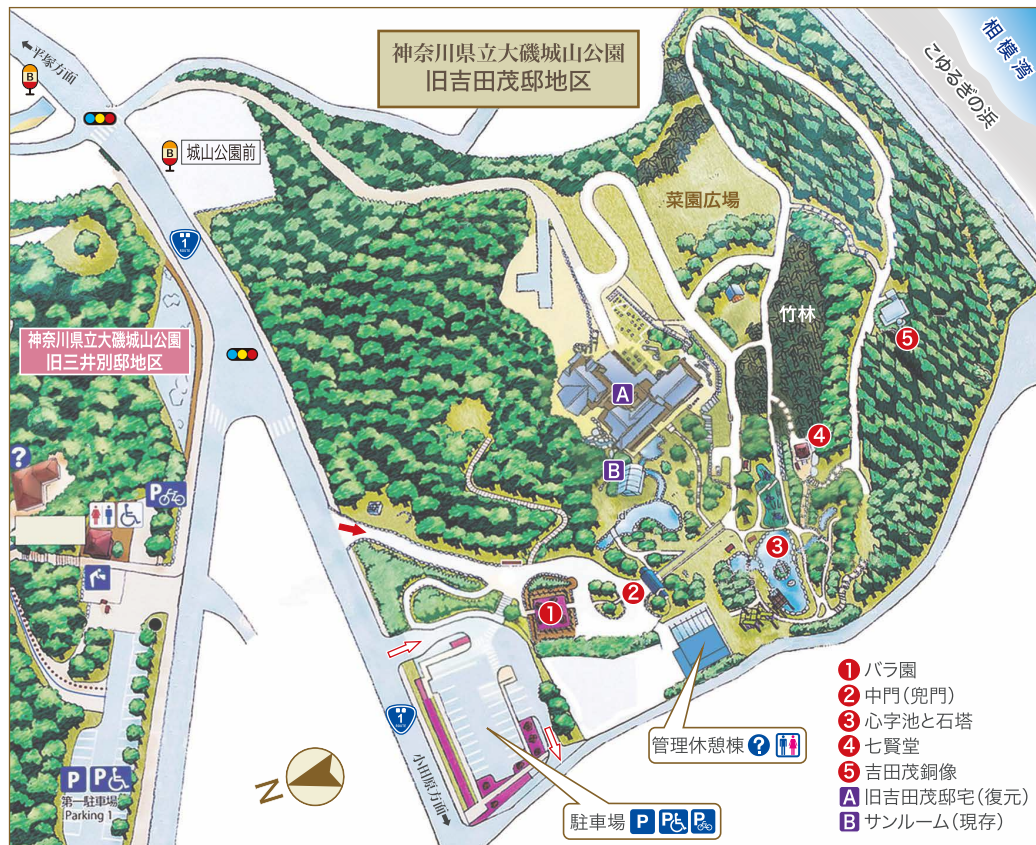 神奈川県立大磯城山公園
旧吉田茂邸地区
相模湾
こゆるぎの浜
平塚方面
B
B
城山公園前
1
ROUTE
菜園広場
竹林
神奈川県立大磯城山公園
旧三井別邸地区
A
B
5
4
3
2
1
?
P
1
ROUTE
小田原方面
N
P P
第一駐車場
Parking 1
管理休憩棟 ?
駐車場 P P P
1 バラ園
2 中門(兜門)
3 心字池と石塔
4 七賢堂
5 吉田茂銅像
A 旧吉田茂邸宅(復元)
B サンルーム(現存)